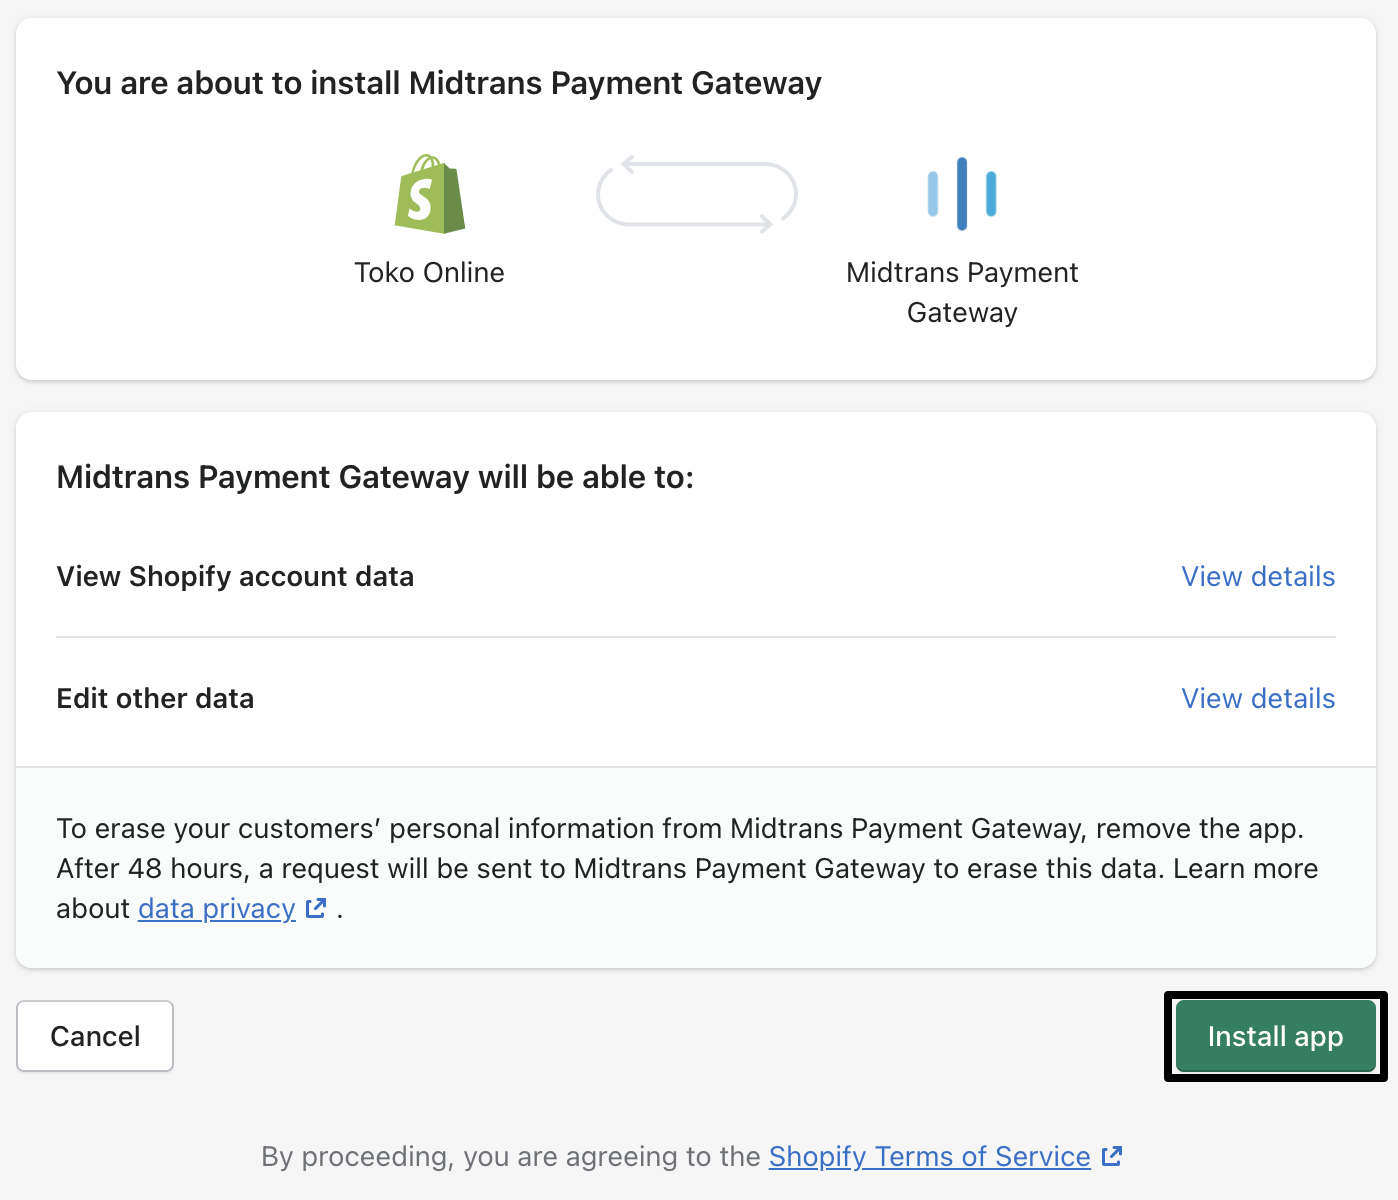 You are about to install Midtrans Payment Gateway
S
Toko Online
Midtrans Payment
Gateway
Midtrans Payment Gateway will be able to:
View Shopify account data
View details
Edit other data
View details
To erase your customers’ personal information from Midtrans Payment Gateway, remove the app.
After 48 hours, a request will be sent to Midtrans Payment Gateway to erase this data. Learn more
about data privacy .
Cancel
Install app
By proceeding, you are agreeing to the Shopify Terms of Service